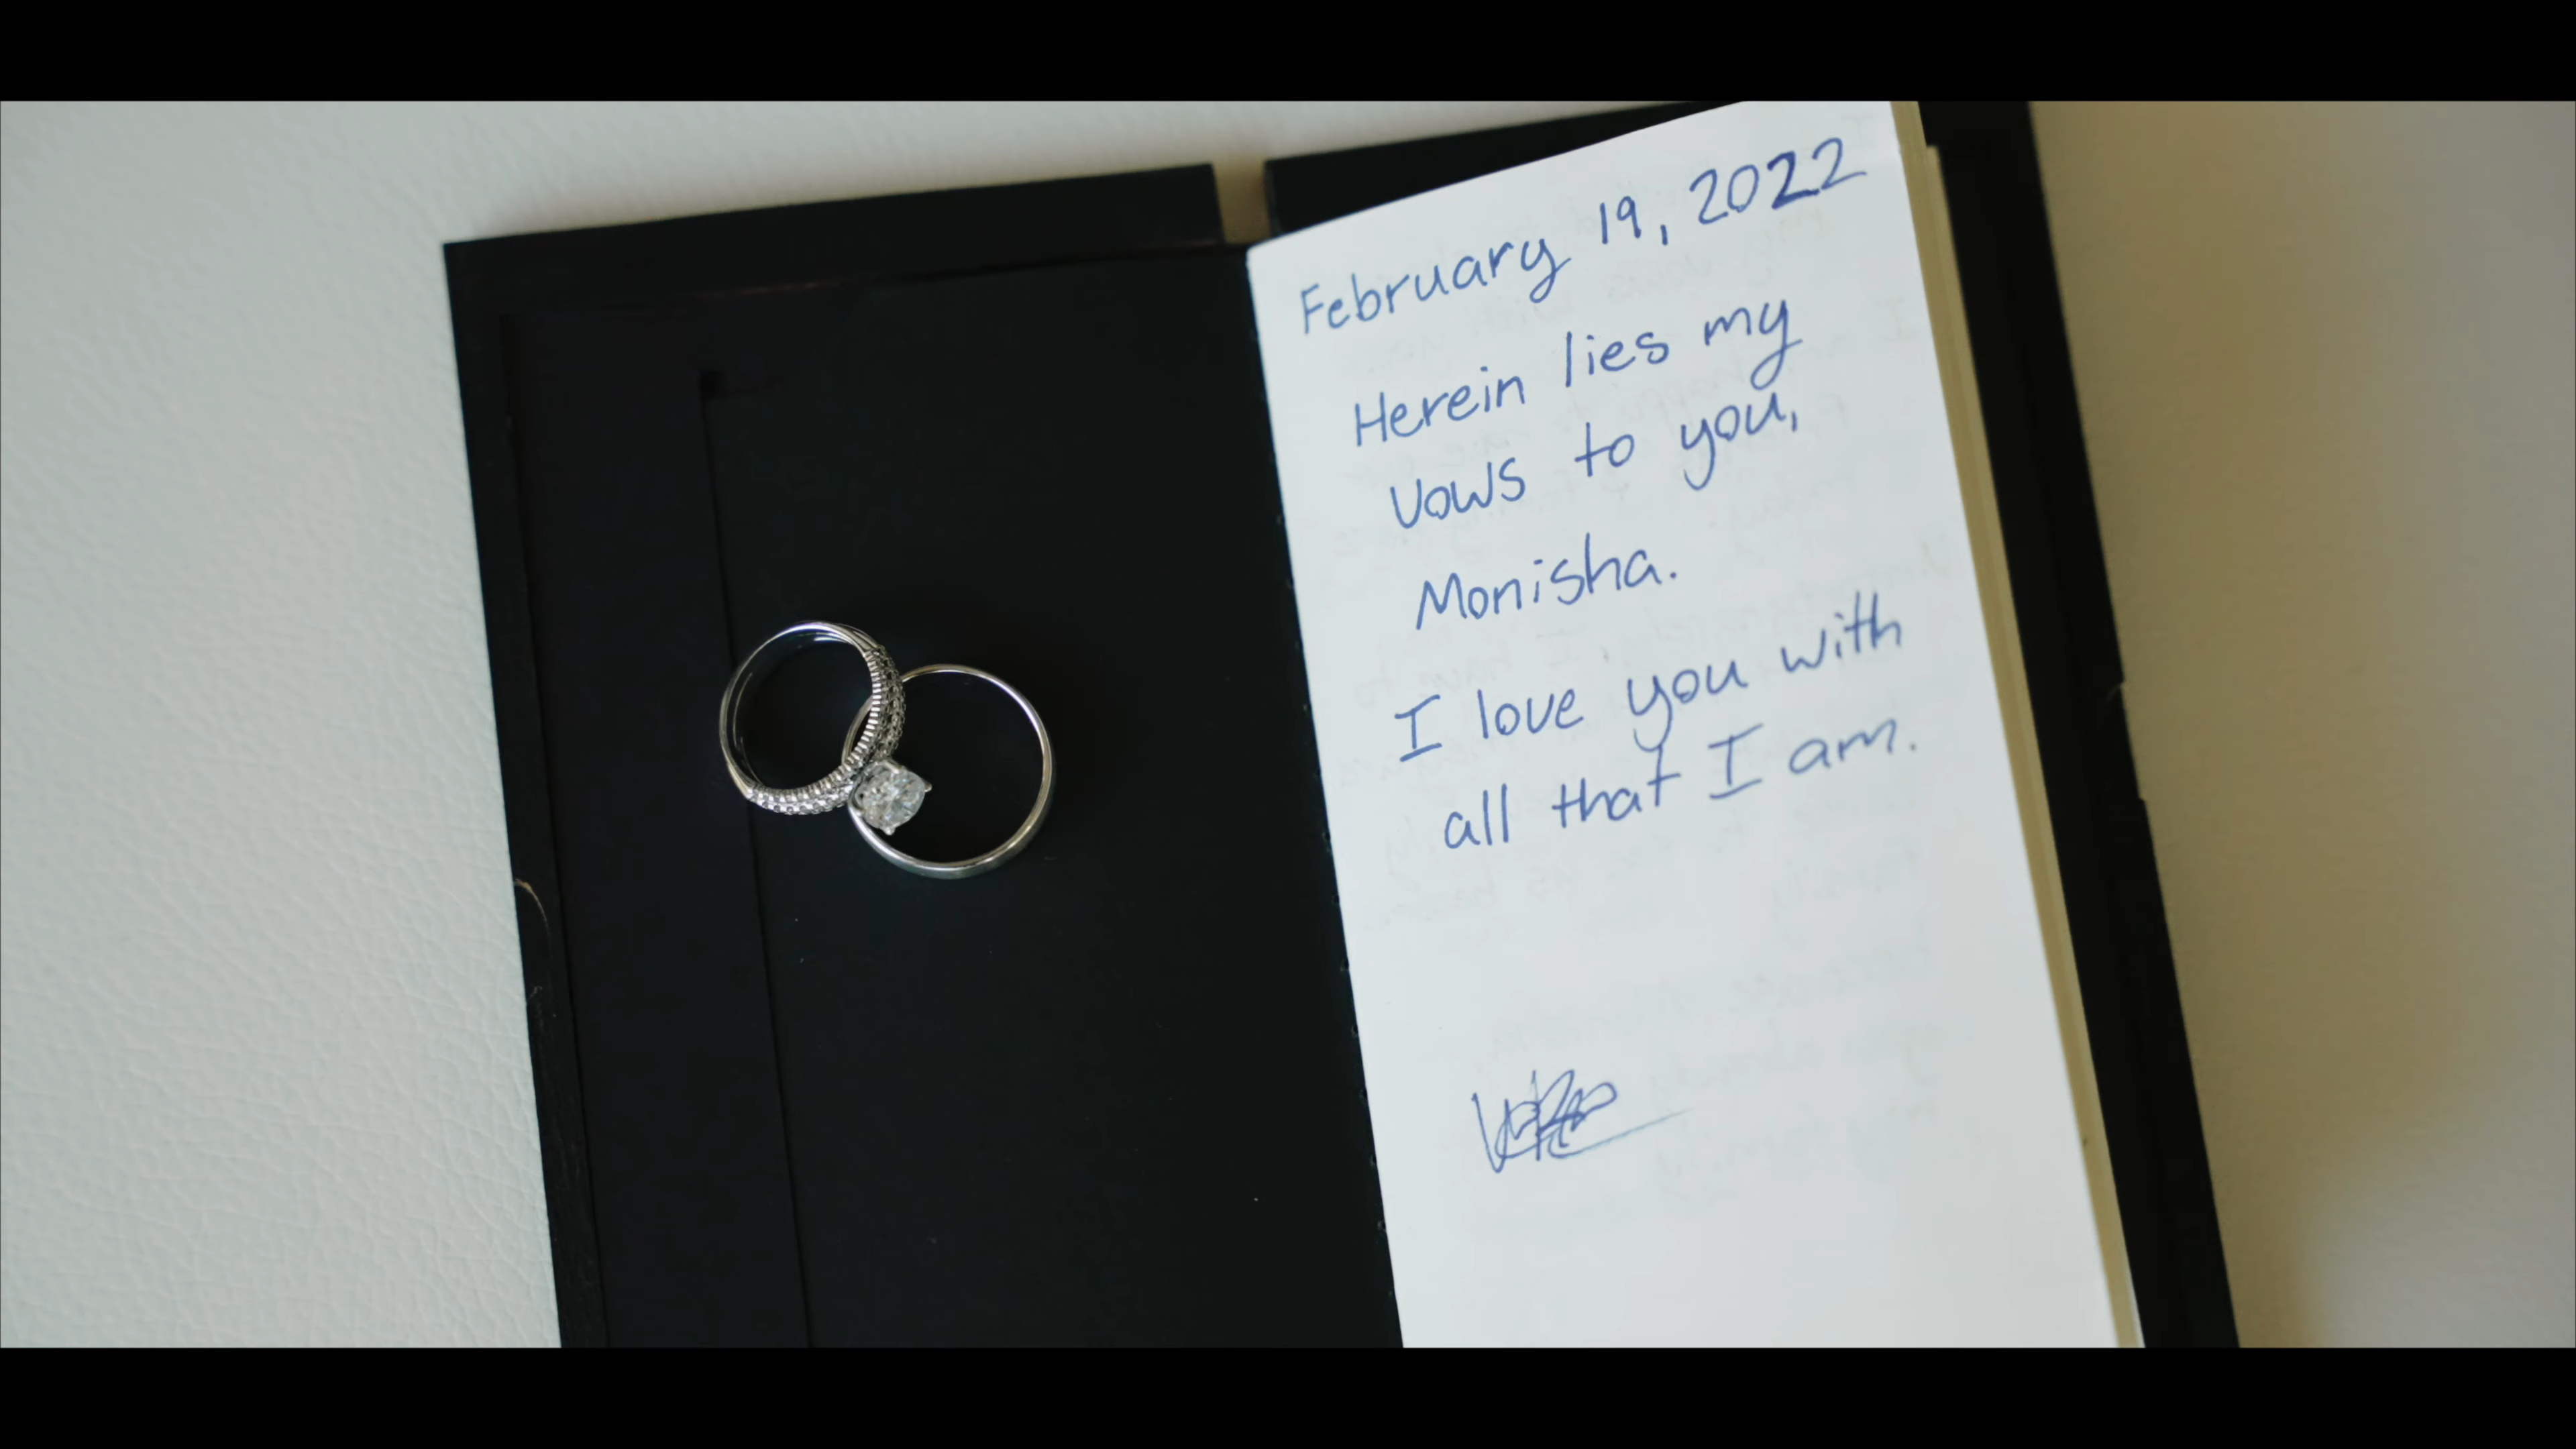 February 19, 2022
Herein lies my
vows to you,
Monisha.
I love you with
all that I am.